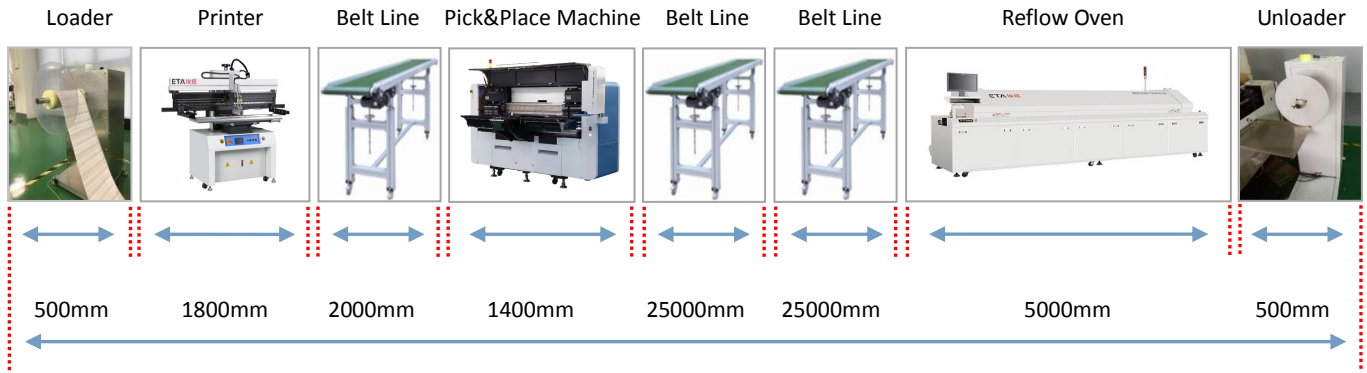 Loader Printer Belt Line Pick&Place Machine Belt Line Belt Line Reflow Oven Unloader
ETA
ETA
500mm 1800mm 2000mm 1400mm 25000mm 25000mm 5000mm 500mm